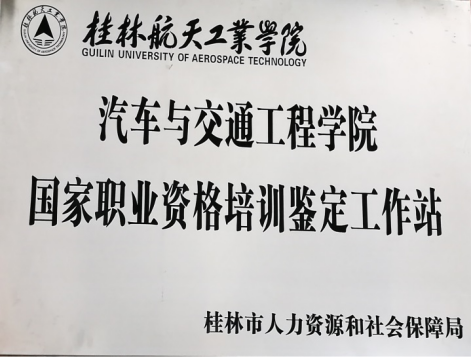 桂林航天工業學院
GUILIN UNIVERSITY OF AEROSPACE TECHNOLOGY
汽车与交通工程学院
国家职业资格培训鉴定工作站
桂林市人力资源和社会保障局